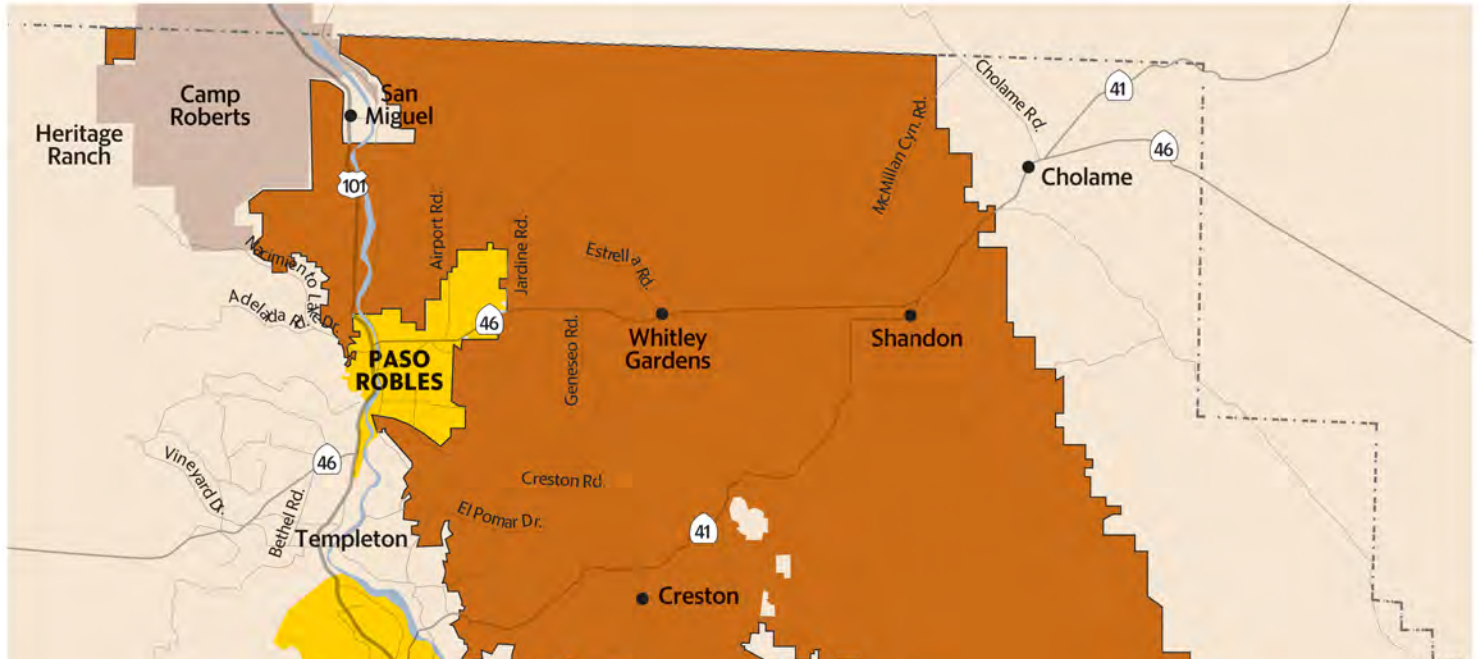 Camp
Roberts
San
Miguel
Heritage
Ranch
101
Cholame Rd.
41
46
Cholame
McMillan Cyn. Rd.
Airport Rd.
Jardine Rd.
Estrella Rd.
Nacimiento Lake Dr.
Adelada Rd.
46
Whitley
Gardens
Shandon
Geneseo Rd.
PASO
ROBLES
46
Vineyard Dr.
Bethel Rd.
Templeton
Creston Rd.
El Pomar Dr.
41
Creston